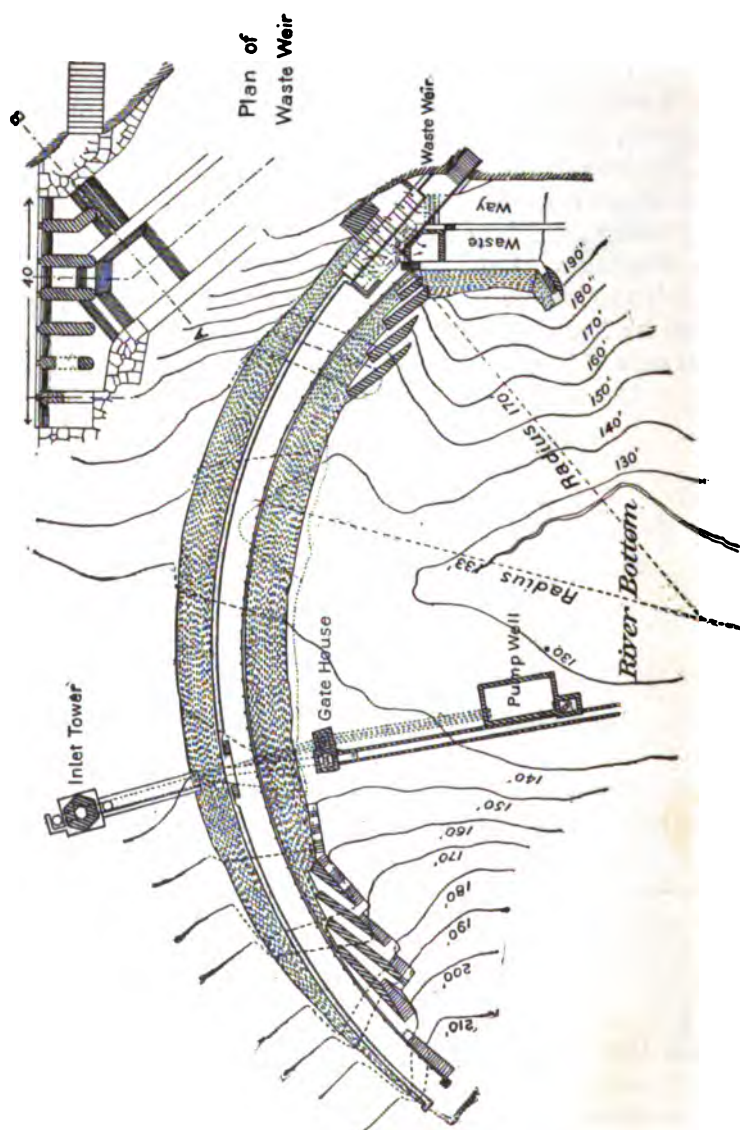 Plan of
Waste Weir
B
40
A
Waste Weir
Way
Waste
190'
180'
170'
160'
150'
140'
130'
Radius 170'
Radius 133'
River Bottom
130'
Inlet Tower
Gate House
Pump Well
140'
150'
160'
170'
180'
190'
200'
210'